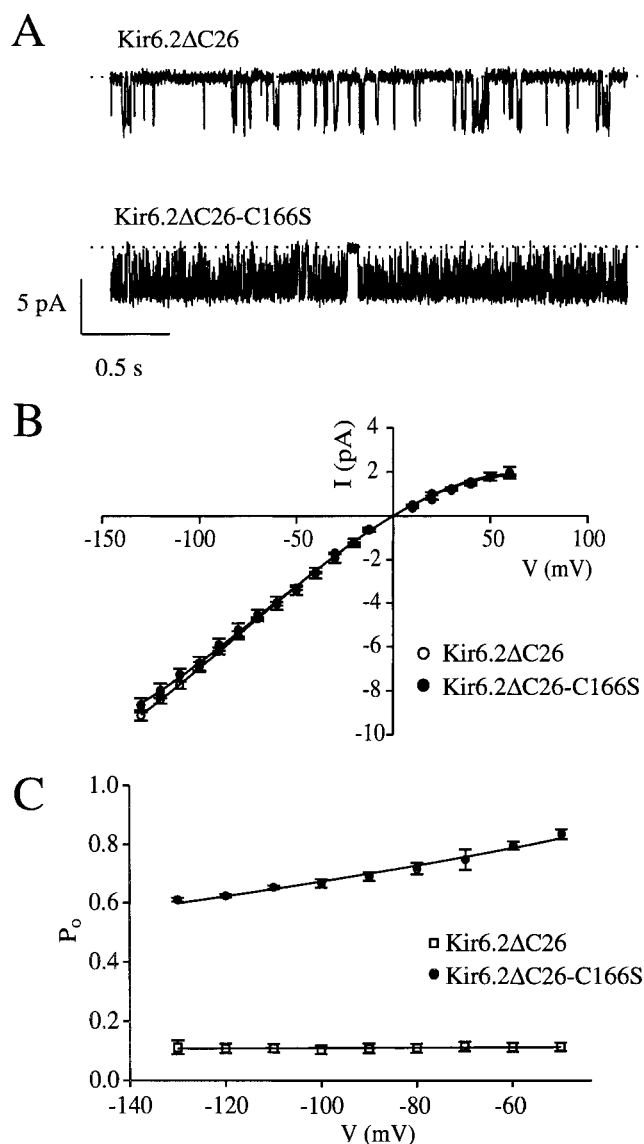 A
Kir6.2ΔC26
Kir6.2ΔC26-C166S
5 pA
0.5 s
B
I (pA)
4
2
-150 -100 -50 50 100
V (mV)
-2
-4
-6
-8
-10
Kir6.2ΔC26
Kir6.2ΔC26-C166S
C
1.0
0.8
0.6
0.4
0.2
0.0
Po
Kir6.2ΔC26
Kir6.2ΔC26-C166S
-140 -120 -100 -80 -60
V (mV)